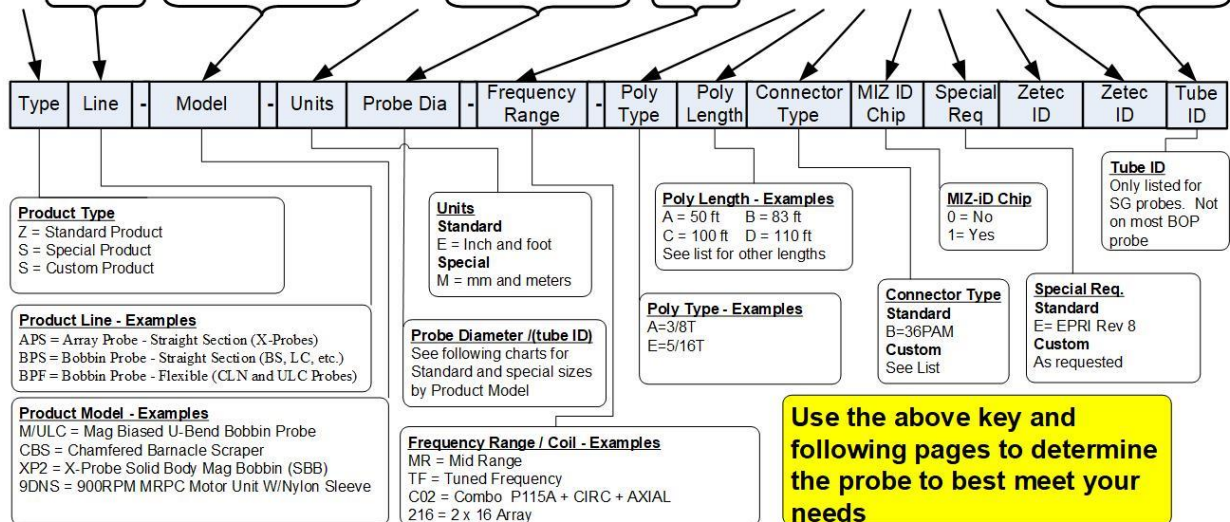 Type Line - Model - Units Probe Dia - Frequency Range - Poly Type Poly Length Connector Type MIZ ID Chip Special Req Zetec ID Zetec ID Tube ID
Product Type
Z = Standard Product
S = Special Product
S = Custom Product
Product Line - Examples
APS = Array Probe - Straight Section (X-Probes)
BPS = Bobbin Probe - Straight Section (BS, LC, etc.)
BPF = Bobbin Probe - Flexible (CLN and ULC Probes)
Product Model - Examples
M/ULC = Mag Biased U-Bend Bobbin Probe
CBS = Chamfered Barnacle Scraper
XP2 = X-Probe Solid Body Mag Bobbin (SBB)
9DNS = 900RPM MRPC Motor Unit W/Nylon Sleeve
Units
Standard
E = Inch and foot
Special
M = mm and meters
Probe Diameter /(tube ID)
See following charts for
Standard and special sizes
by Product Model
Frequency Range / Coil - Examples
MR = Mid Range
TF = Tuned Frequency
C02 = Combo P115A + CIRC + AXIAL
216 = 2 x 16 Array
Poly Length - Examples
A = 50 ft B = 83 ft
C = 100 ft D = 110 ft
See list for other lengths
Poly Type - Examples
A=3/8T
E=5/16T
MIZ-iD Chip
0 = No
1= Yes
Connector Type
Standard
B=36PAM
Custom
See List
Special Req.
Standard
E= EPRI Rev 8
Custom
As requested
Tube ID
Only listed for
SG probes. Not
on most BOP
probe
Use the above key and
following pages to determine
the probe to best meet your
needs